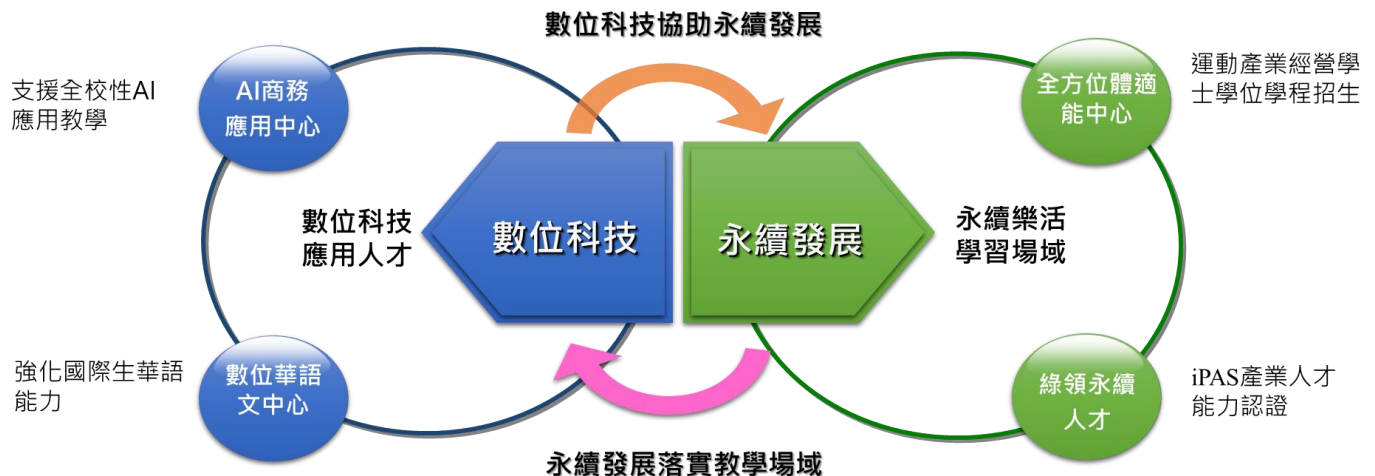 數位科技協助永續發展
支援全校性AI
應用教學
AI商務
應用中心
全方位體適
能中心
運動產業經營學
士學位學程招生
數位科技
應用人才
數位科技
永續發展
永續樂活
學習場域
強化國際生華語
能力
數位華語
文中心
綠領永續
人才
iPAS產業人才
能力認證
永續發展落實教學場域